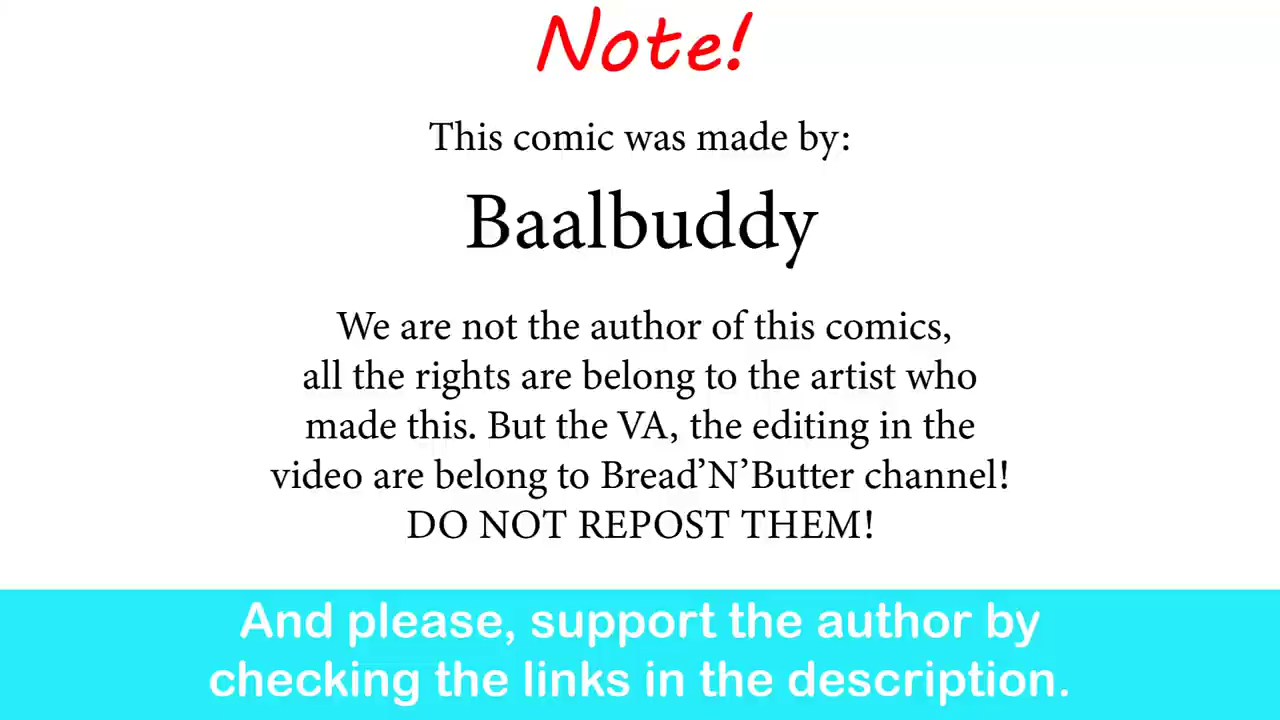 Note!
This comic was made by:
Baalbuddy
We are not the author of this comics,
all the rights are belong to the artist who
made this. But the VA, the editing in the
video are belong to Bread’N’Butter channel!
DO NOT REPOST THEM!
And please, support the author by
checking the links in the description.